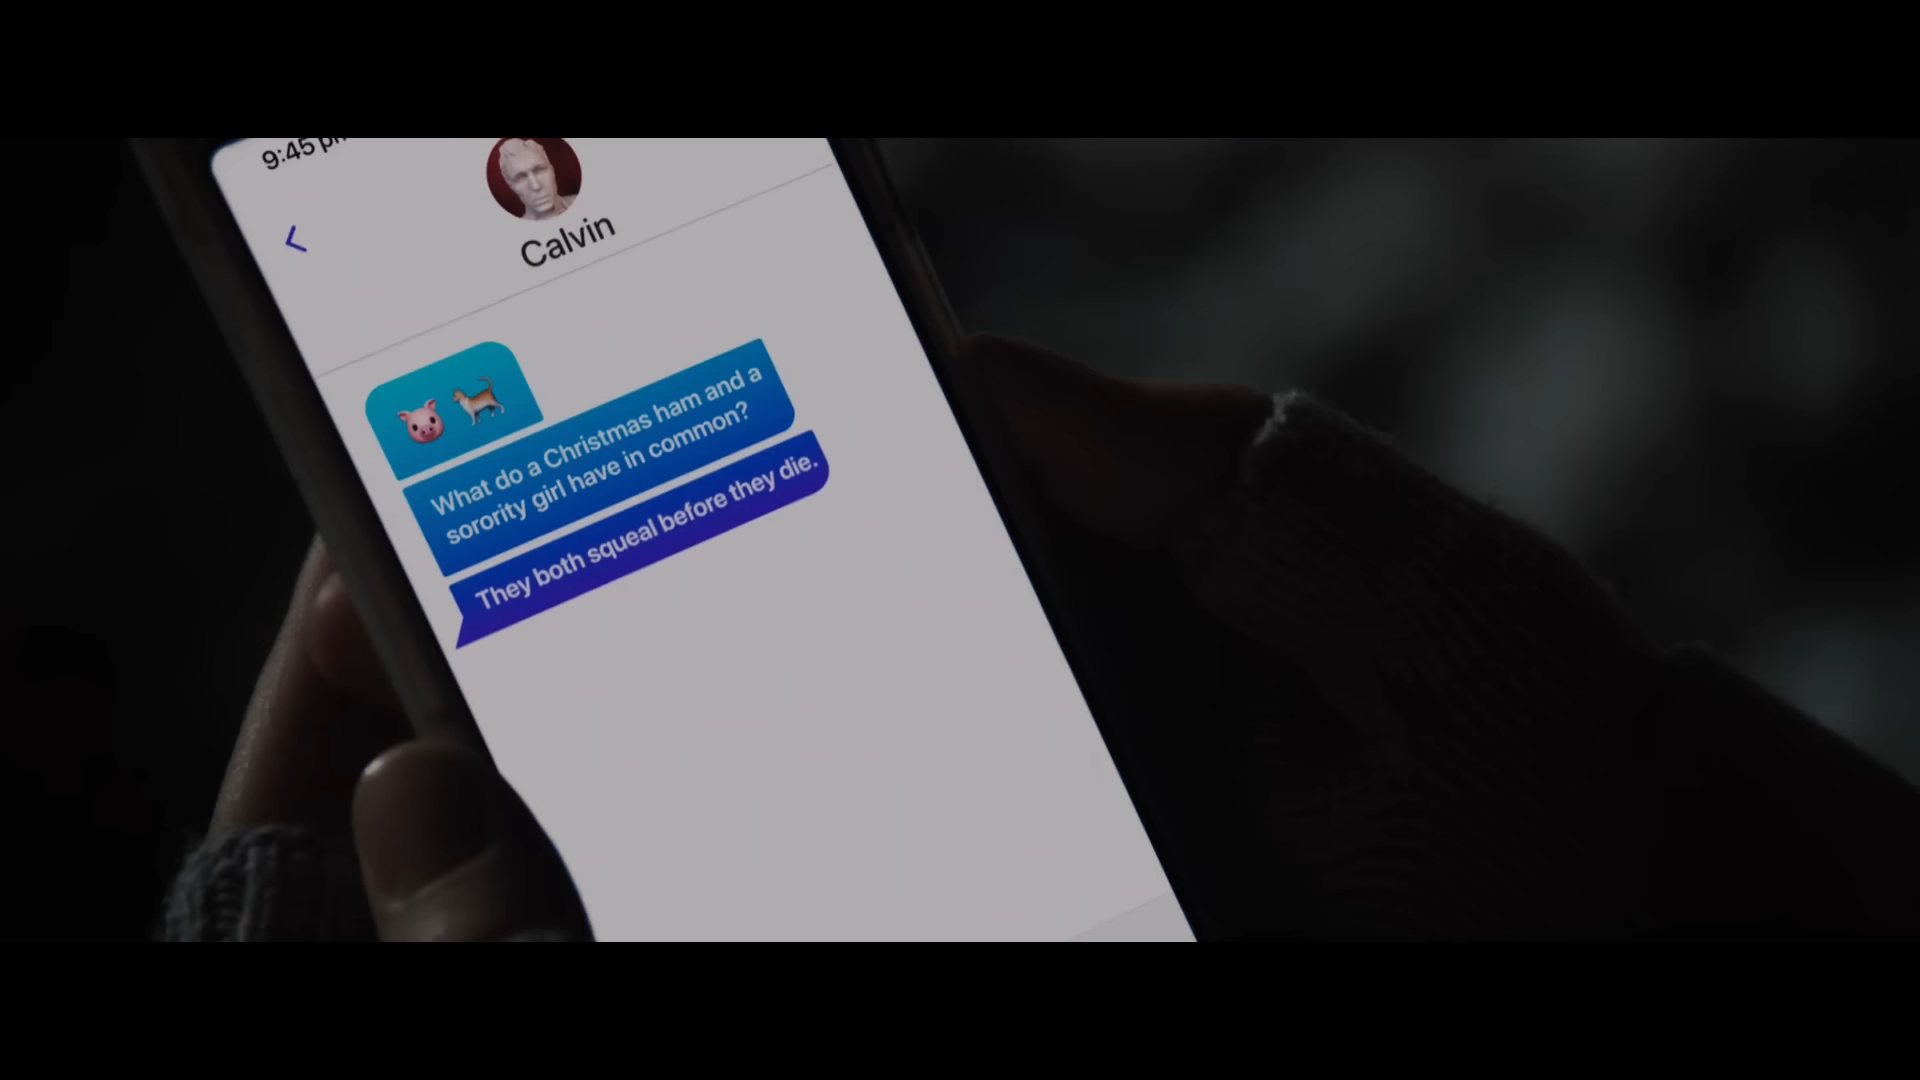 9:45 pm
Calvin
What do a Christmas ham and a
sorority girl have in common?
They both squeal before they die.